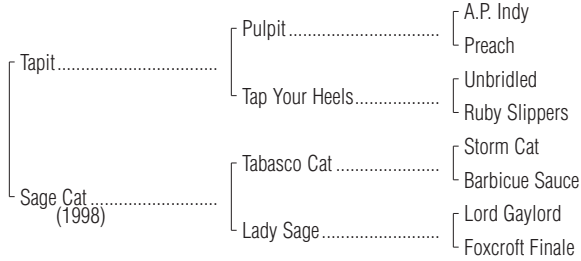 A.P. Indy
Pulpit
Preach
Tapit
Unbridled
Tap Your Heels
Ruby Slippers
Storm Cat
Tabasco Cat
Barbicue Sauce
Sage Cat
(1998)
Lord Gaylord
Lady Sage
Foxcroft Finale